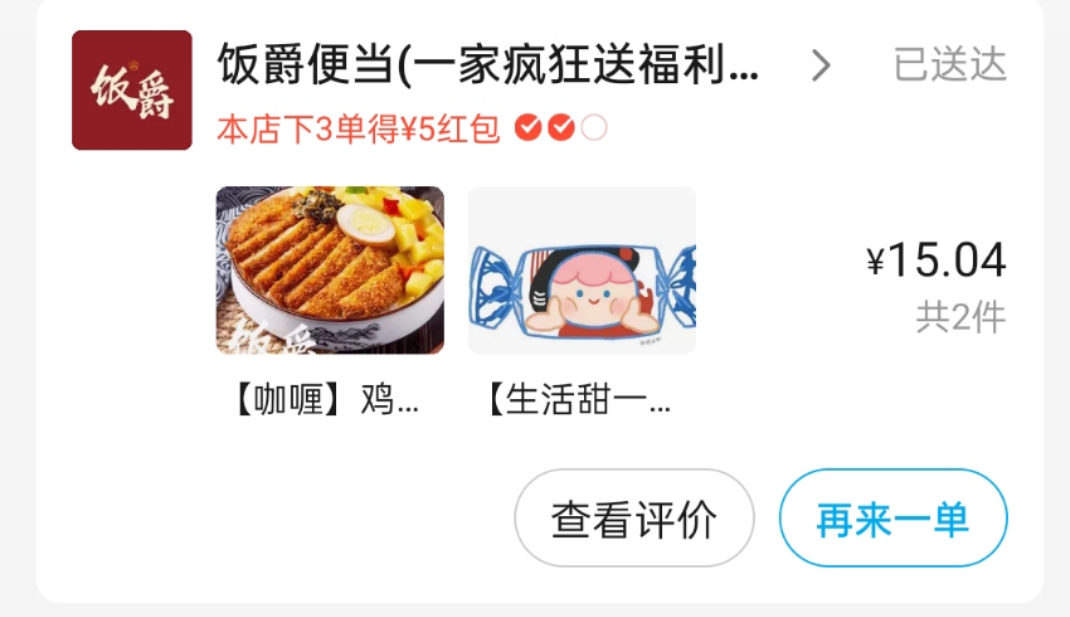 饭爵
饭爵便当(一家疯狂送福利...
已送达
本店下3单得¥5红包
饭爵
¥15.04
共2件
【咖喱】鸡...
【生活甜一...
查看评价
再来一单